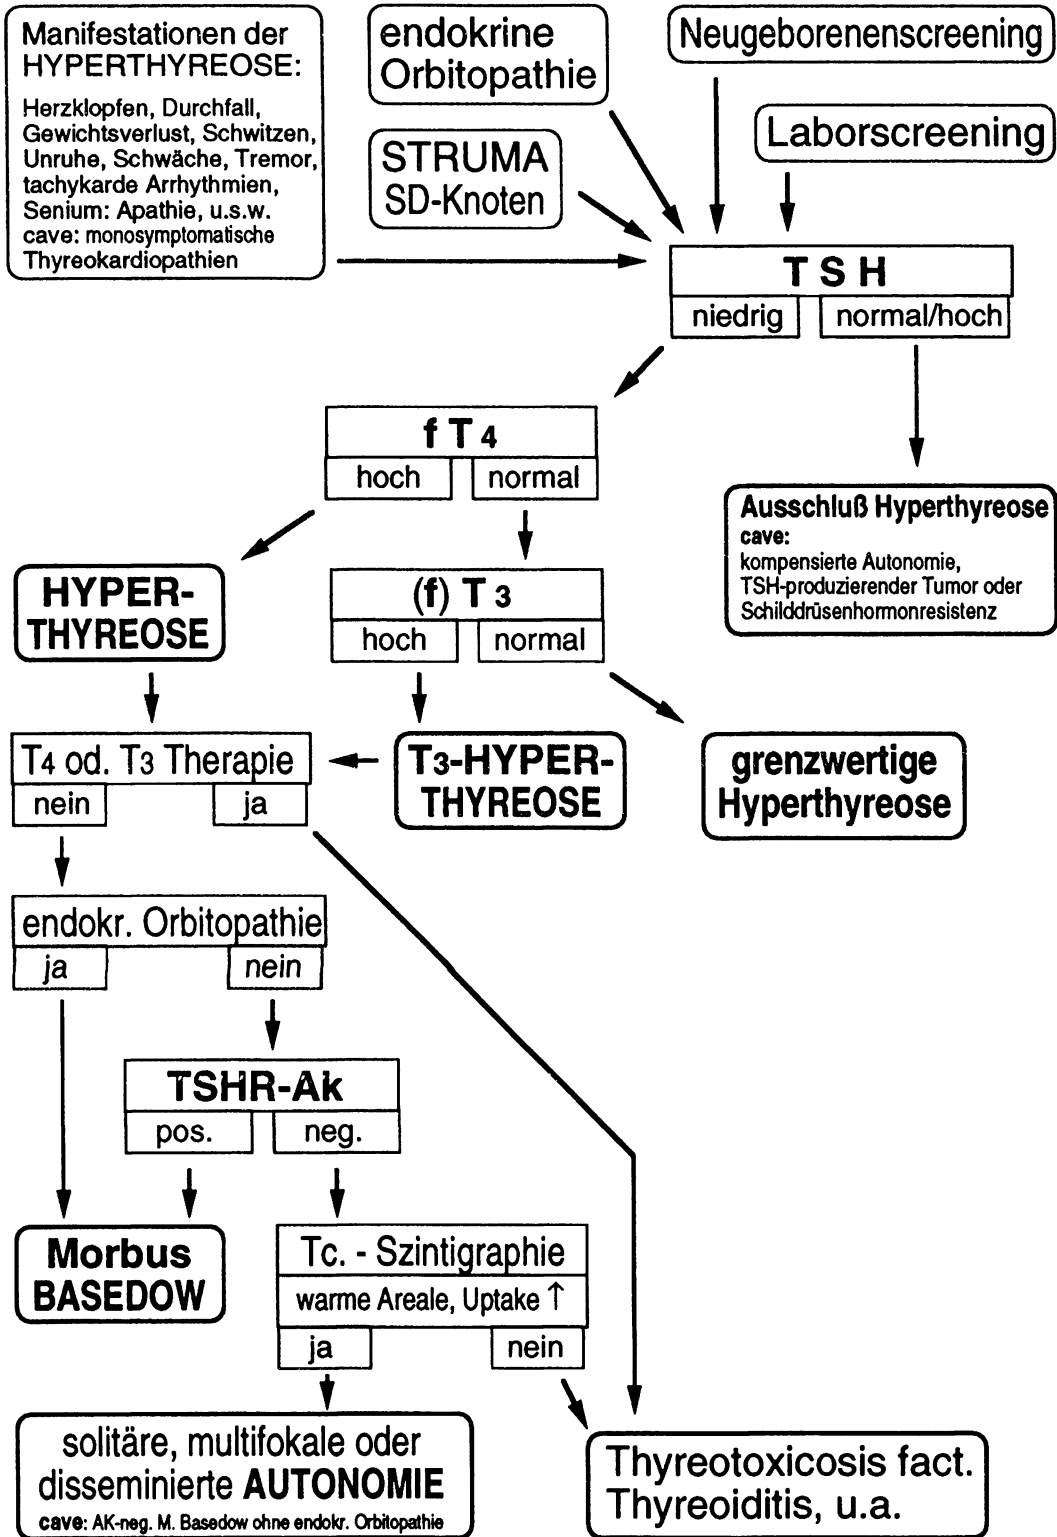 Manifestationen der
HYPERTHYREOSE:
Herzklopfen, Durchfall,
Gewichtsverlust, Schwitzen,
Unruhe, Schwäche, Tremor,
tachykarde Arrhythmien,
Senium: Apathie, u.s.w.
cave: monosymptomatische
Thyreokardiopathien
endokrine
Orbitopathie
STRUMA
SD-Knoten
Neugeborenenscreening
Laborscreening
T S H
niedrig normal/hoch
f T 4
hoch normal
Ausschluß Hyperthyreose
cave:
kompensierte Autonomie,
TSH-produzierender Tumor oder
Schilddrüsenhormonresistenz
HYPER-
THYREOSE
(f) T 3
hoch normal
T4 od. T3 Therapie
nein ja
T3-HYPER-
THYREOSE
grenzwertige
Hyperthyreose
endokr. Orbitopathie
ja nein
TSHR-Ak
pos. neg.
Morbus
BASEDOW
Tc. - Szintigraphie
warme Areale, Uptake ↑
ja nein
solitäre, multifokale oder
disseminierte AUTONOMIE
cave: AK-neg. M. Basedow ohne endokr. Orbitopathie
Thyreotoxicosis fact.
Thyreoiditis, u.a.